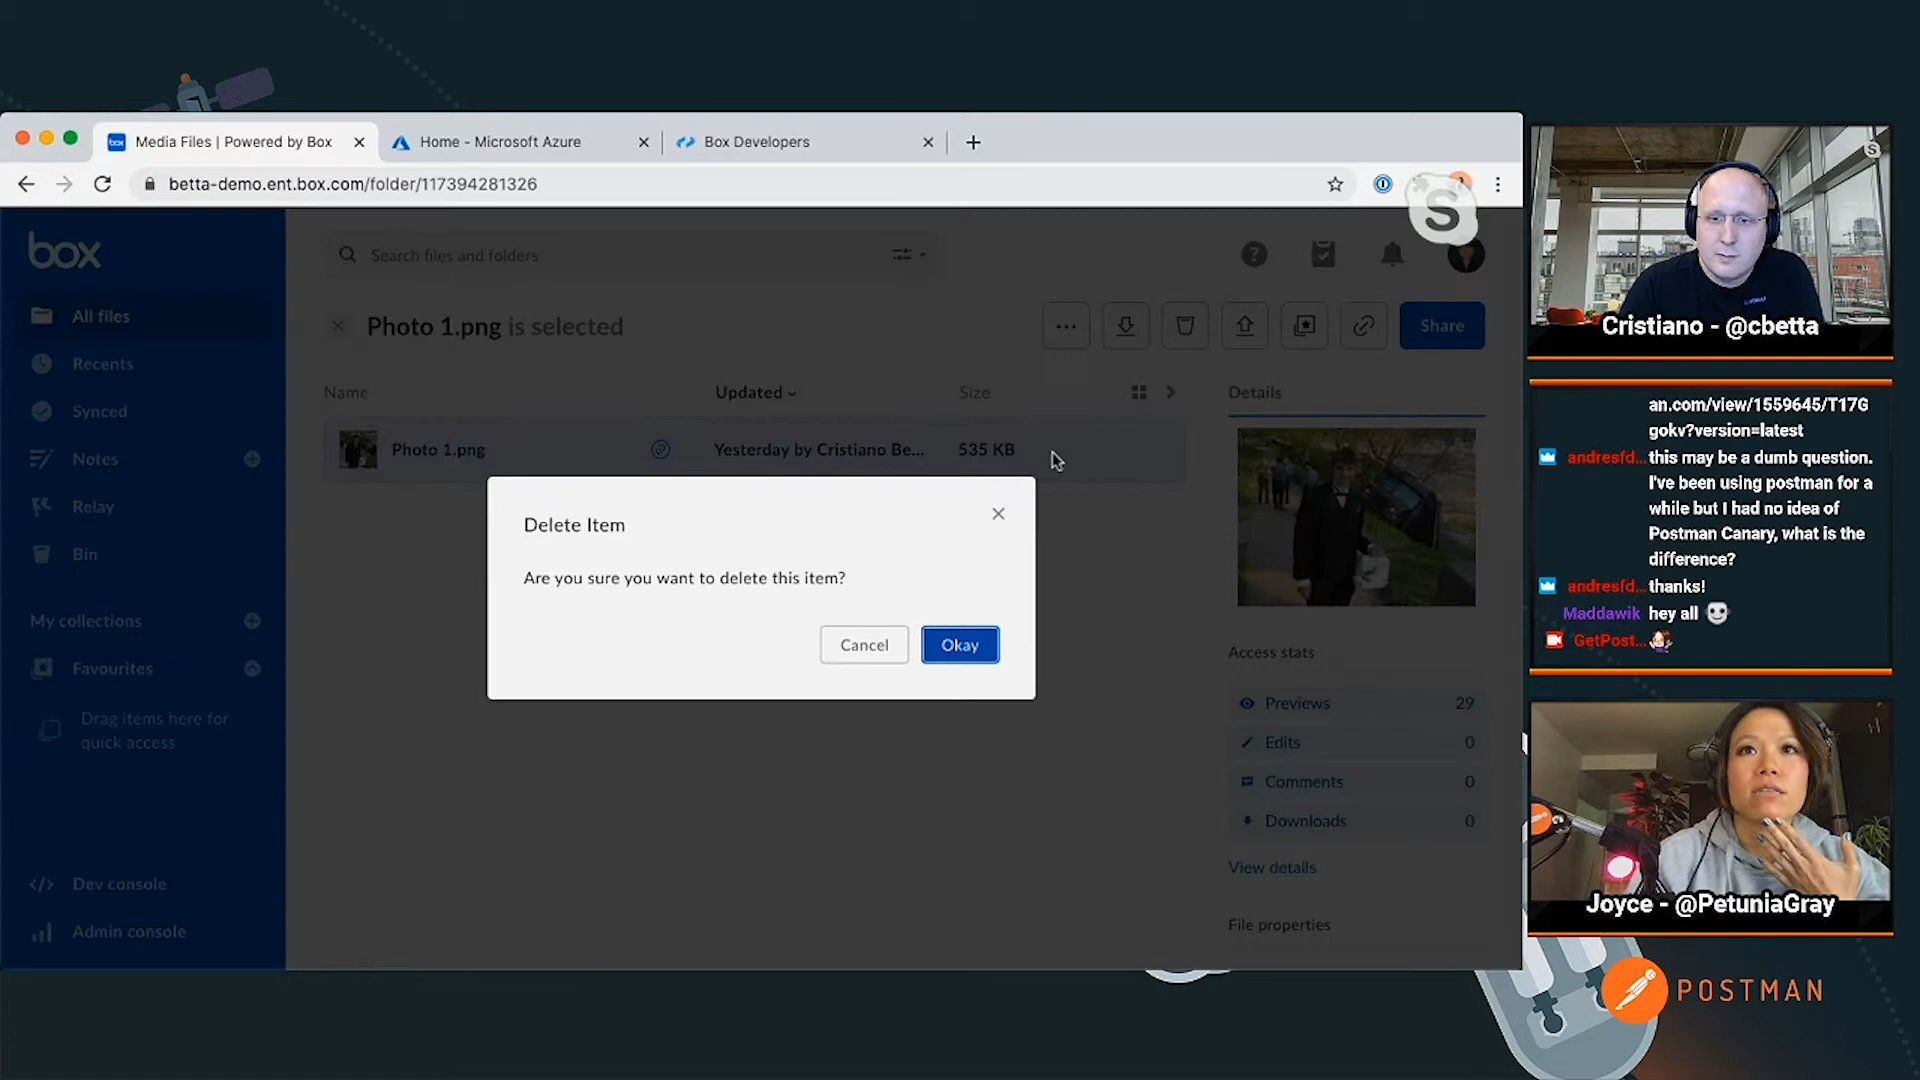 Media Files | Powered by Box
Home - Microsoft Azure
Box Developers
betta-demo.ent.box.com/folder/117394281326
box
Search files and folders
All files
Recents
Synced
Notes
Relay
Bin
My collections
Favourites
Drag items here for
quick access
Dev console
Admin console
Photo 1.png is selected
Share
Name
Updated
Size
Details
Photo 1.png
Yesterday by Cristiano Be...
535 KB
Delete Item
Are you sure you want to delete this item?
Cancel
Okay
Access stats
Previews
29
Edits
0
Comments
0
Downloads
0
View details
File properties
S
Cristiano - @cbetta
an.com/view/1559645/T17G
gokv?version=latest
andresfd... this may be a dumb question.
I've been using postman for a
while but I had no idea of
Postman Canary, what is the
difference?
andresfd... thanks!
Maddawik hey all
GetPost...
Joyce - @PetuniaGray
POSTMAN